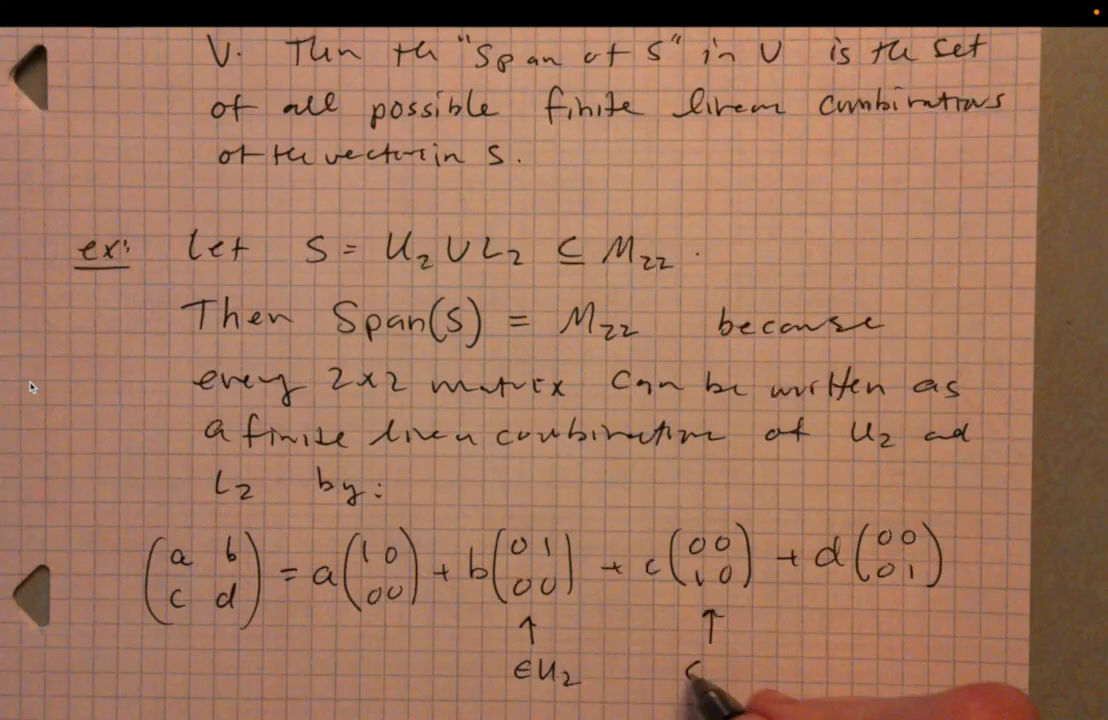 V. Then the "Span of S" in V is the set
of all possible finite linear combinations
of the vector in S.
ex: Let S = U₂ ∪ L₂ ⊆ M₂₂.
Then Span(S) = M₂₂ because
every 2x2 matrix can be written as
a finite linear combination of U₂ and
L₂ by:
(a b; c d) = a(1 0; 0 0) + b(0 1; 0 0) + c(0 0; 1 0) + d(0 0; 0 1)
↑ ↑
∈U₂